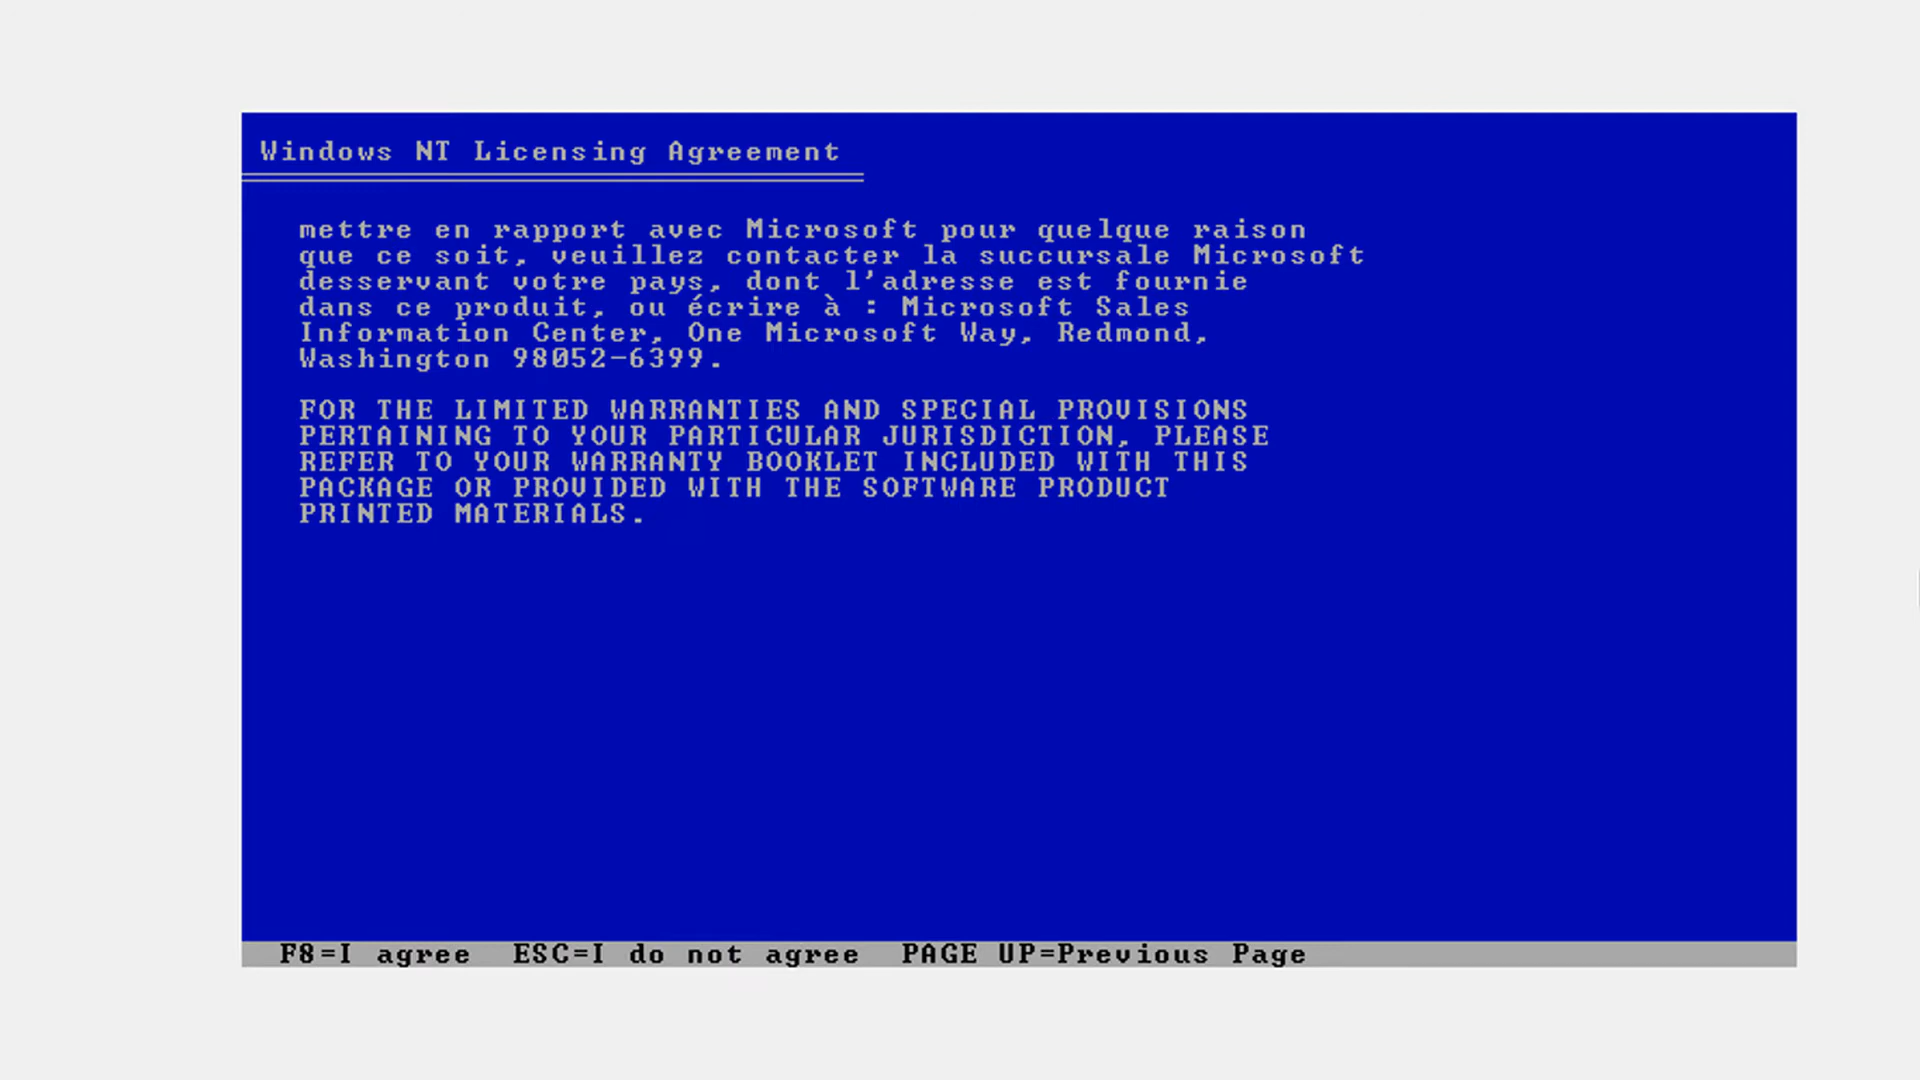 Windows NT Licensing Agreement
mettre en rapport avec Microsoft pour quelque raison
que ce soit, veuillez contacter la succursale Microsoft
desservant votre pays, dont l'adresse est fournie
dans ce produit, ou écrire à : Microsoft Sales
Information Center, One Microsoft Way, Redmond,
Washington 98052-6399.
FOR THE LIMITED WARRANTIES AND SPECIAL PROVISIONS
PERTAINING TO YOUR PARTICULAR JURISDICTION, PLEASE
REFER TO YOUR WARRANTY BOOKLET INCLUDED WITH THIS
PACKAGE OR PROVIDED WITH THE SOFTWARE PRODUCT
PRINTED MATERIALS.
F8=I agree  ESC=I do not agree  PAGE UP=Previous Page